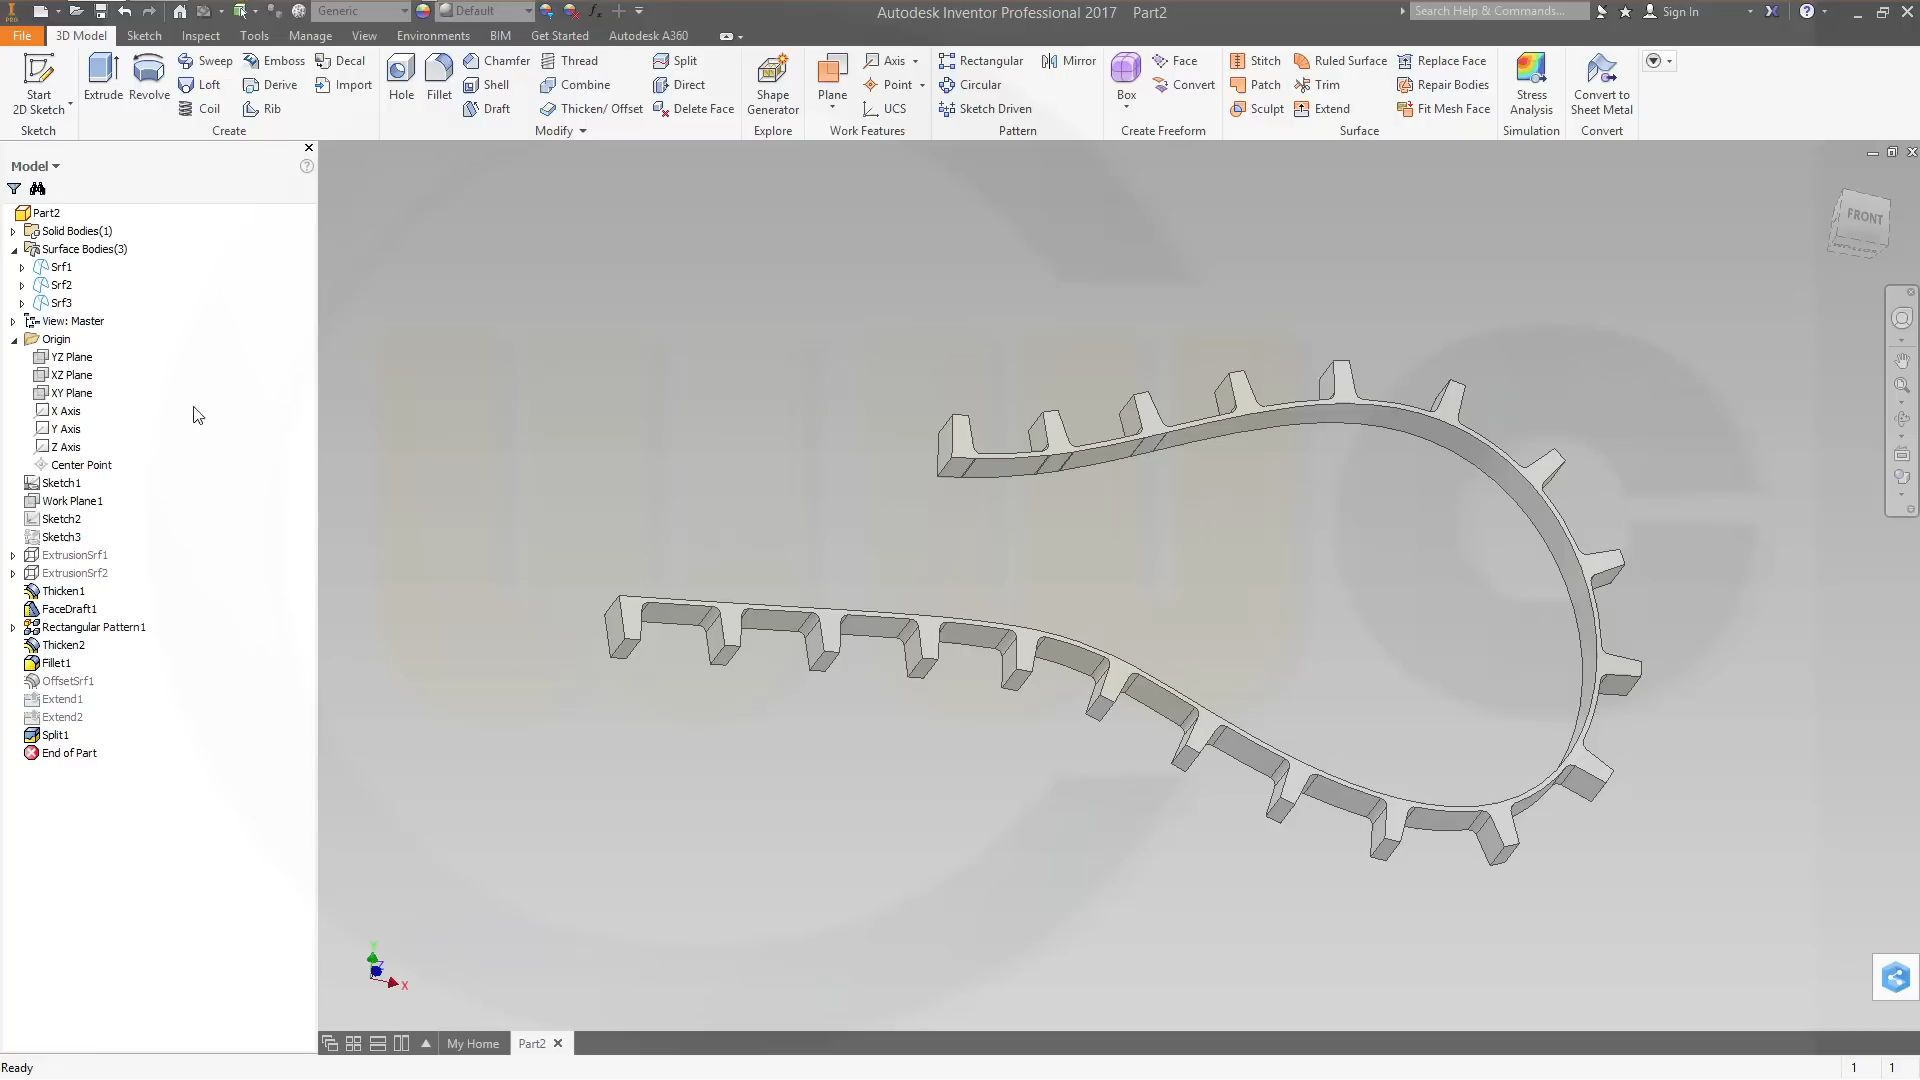 PRO
Generic
Default
fx
Autodesk Inventor Professional 2017 Part2
Search Help & Commands...
Sign In
File
3D Model
Sketch
Inspect
Tools
Manage
View
Environments
BIM
Get Started
Autodesk A360
Start
2D Sketch
Sketch
Extrude
Revolve
Sweep
Loft
Coil
Emboss
Derive
Rib
Decal
Import
Create
Hole
Fillet
Chamfer
Shell
Draft
Thread
Combine
Thicken/ Offset
Split
Direct
Delete Face
Modify
Shape
Generator
Explore
Plane
Axis
Point
UCS
Work Features
Rectangular
Circular
Sketch Driven
Mirror
Pattern
Box
Face
Convert
Create Freeform
Stitch
Patch
Sculpt
Ruled Surface
Trim
Extend
Replace Face
Repair Bodies
Fit Mesh Face
Surface
Stress
Analysis
Simulation
Convert to
Sheet Metal
Convert
Model
Part2
Solid Bodies(1)
Surface Bodies(3)
Srf1
Srf2
Srf3
View: Master
Origin
YZ Plane
XZ Plane
XY Plane
X Axis
Y Axis
Z Axis
Center Point
Sketch1
Work Plane1
Sketch2
Sketch3
ExtrusionSrf1
ExtrusionSrf2
Thicken1
FaceDraft1
Rectangular Pattern1
Thicken2
Fillet1
OffsetSrf1
Extend1
Extend2
Split1
End of Part
FRONT
BOTTOM
Y
Z
X
My Home
Part2
Ready
1 1